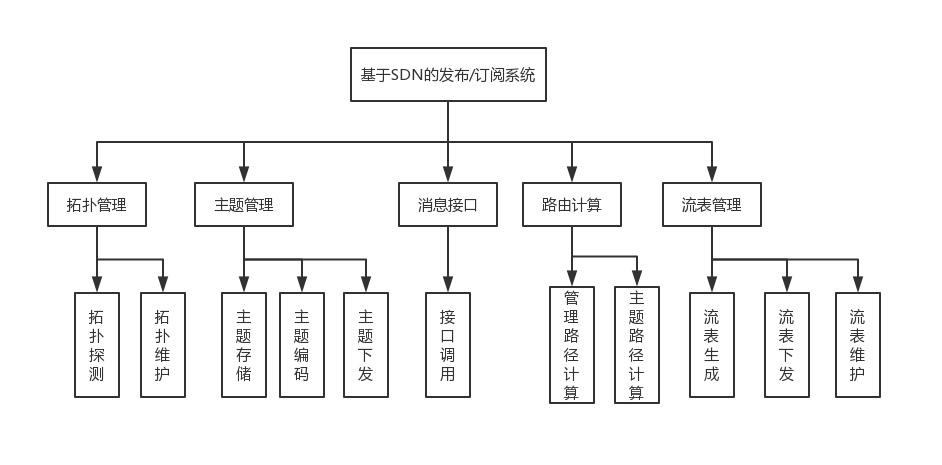 基于SDN的发布/订阅系统
拓扑管理
主题管理
消息接口
路由计算
流表管理
拓扑探测
拓扑维护
主题存储
主题编码
主题下发
接口调用
管理路径计算
主题路径计算
流表生成
流表下发
流表维护